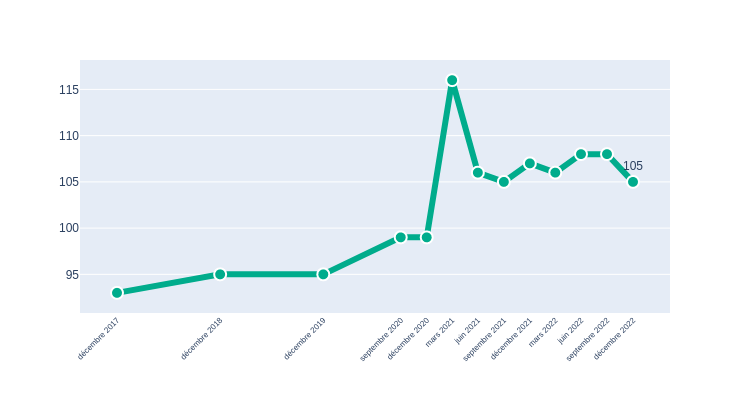 115
110
105
105
100
95
décembre 2017
décembre 2018
décembre 2019
septembre 2020
décembre 2020
mars 2021
juin 2021
septembre 2021
décembre 2021
mars 2022
juin 2022
septembre 2022
décembre 2022